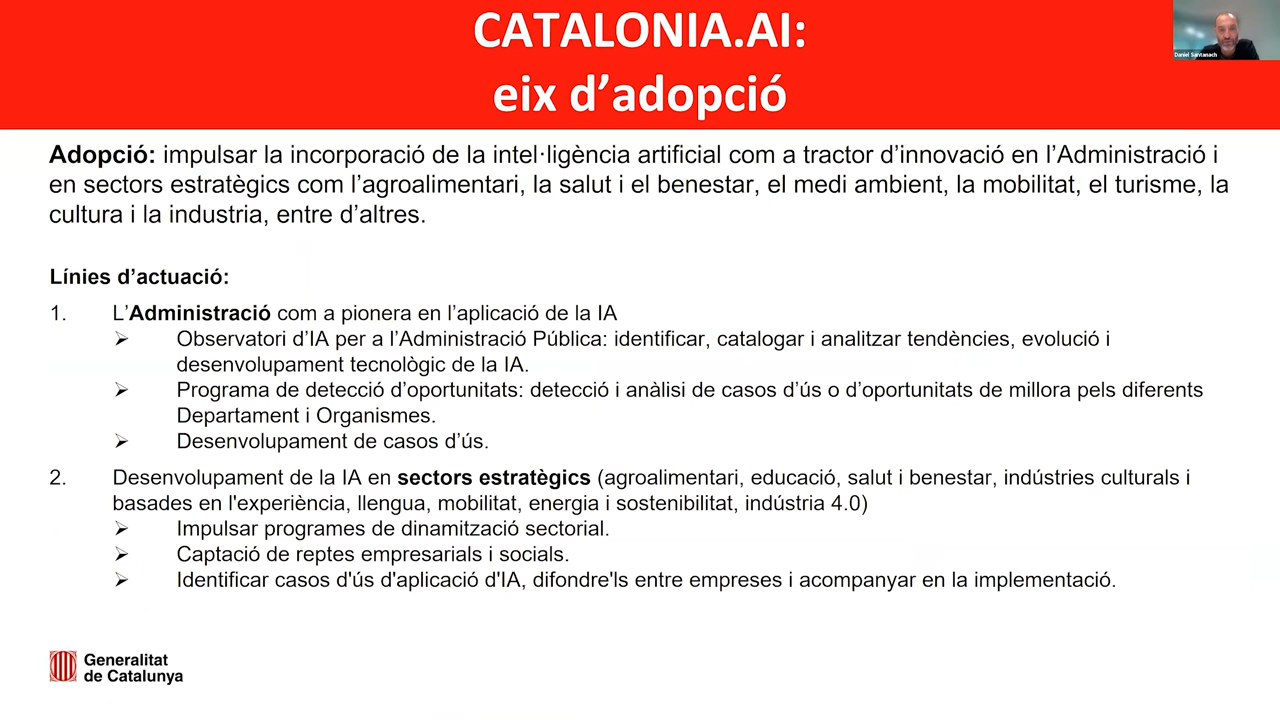 CATALONIA.AI:
eix d’adopció
Daniel Santanach
Adopció: impulsar la incorporació de la intel·ligència artificial com a tractor d’innovació en l’Administració i
en sectors estratègics com l’agroalimentari, la salut i el benestar, el medi ambient, la mobilitat, el turisme, la
cultura i la industria, entre d’altres.
Línies d’actuació:
1. L’Administració com a pionera en l’aplicació de la IA
➢ Observatori d’IA per a l’Administració Pública: identificar, catalogar i analitzar tendències, evolució i
desenvolupament tecnològic de la IA.
➢ Programa de detecció d’oportunitats: detecció i anàlisi de casos d’ús o d’oportunitats de millora pels diferents
Departament i Organismes.
➢ Desenvolupament de casos d’ús.
2. Desenvolupament de la IA en sectors estratègics (agroalimentari, educació, salut i benestar, indústries culturals i
basades en l'experiència, llengua, mobilitat, energia i sostenibilitat, indústria 4.0)
➢ Impulsar programes de dinamització sectorial.
➢ Captació de reptes empresarials i socials.
➢ Identificar casos d'ús d'aplicació d'IA, difondre'ls entre empreses i acompanyar en la implementació.
Generalitat
de Catalunya